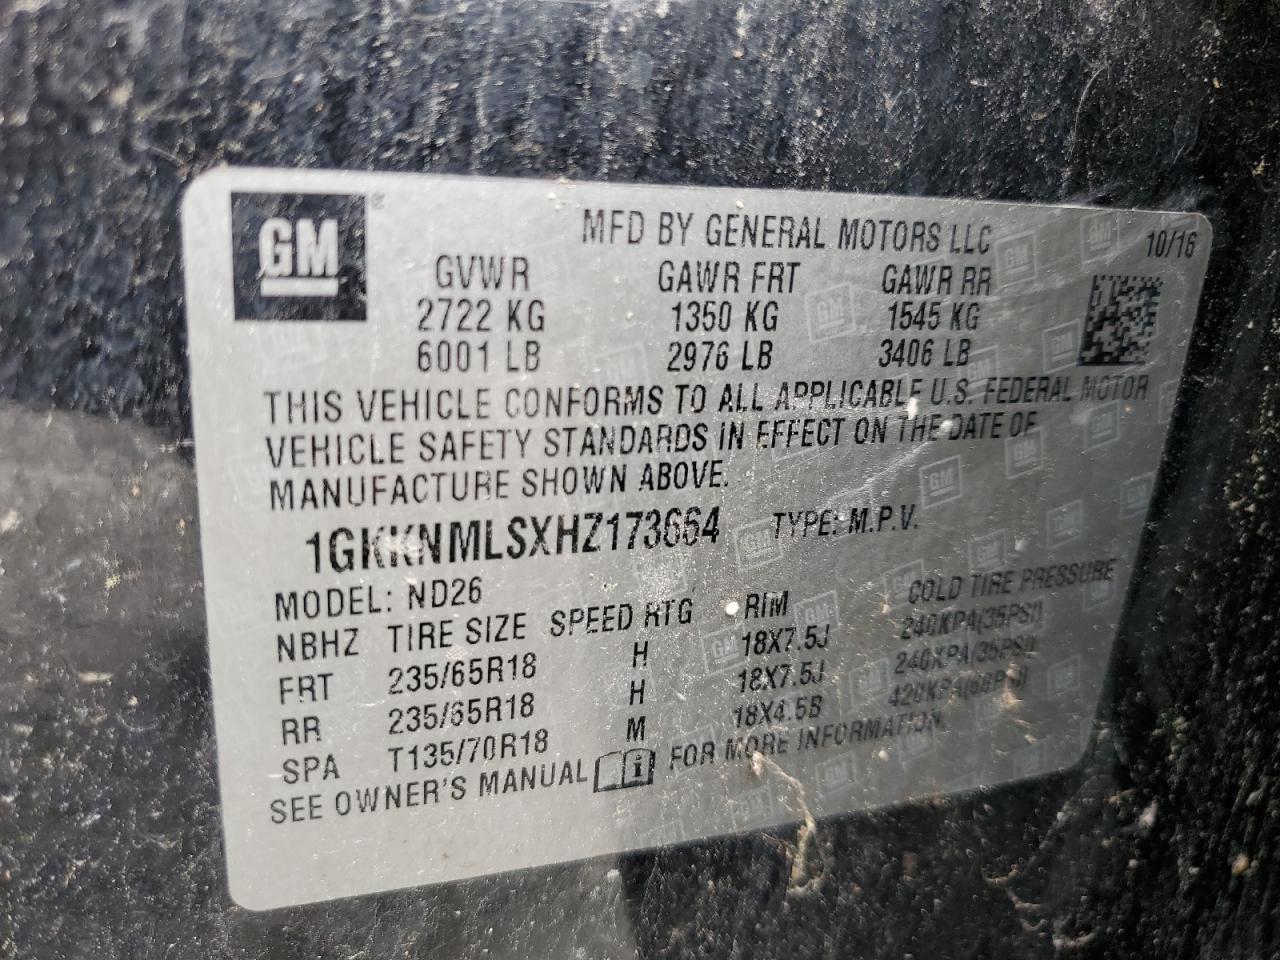 GM
®
MFD BY GENERAL MOTORS LLC
10/16
GVWR GAWR FRT GAWR RR
2722 KG 1350 KG 1545 KG
6001 LB 2976 LB 3406 LB
THIS VEHICLE CONFORMS TO ALL APPLICABLE U.S. FEDERAL MOTOR
VEHICLE SAFETY STANDARDS IN EFFECT ON THE DATE OF
MANUFACTURE SHOWN ABOVE.
1GKKNMLSXHZ173664 TYPE: M.P.V.
MODEL: ND26
NBHZ TIRE SIZE SPEED RTG RIM COLD TIRE PRESSURE
FRT 235/65R18 H 18X7.5J 240KPA(35PSI)
RR 235/65R18 H 18X7.5J 240KPA(35PSI)
SPA T135/70R18 M 18X4.5B 420KPA(60PSI)
SEE OWNER'S MANUAL FOR MORE INFORMATION.